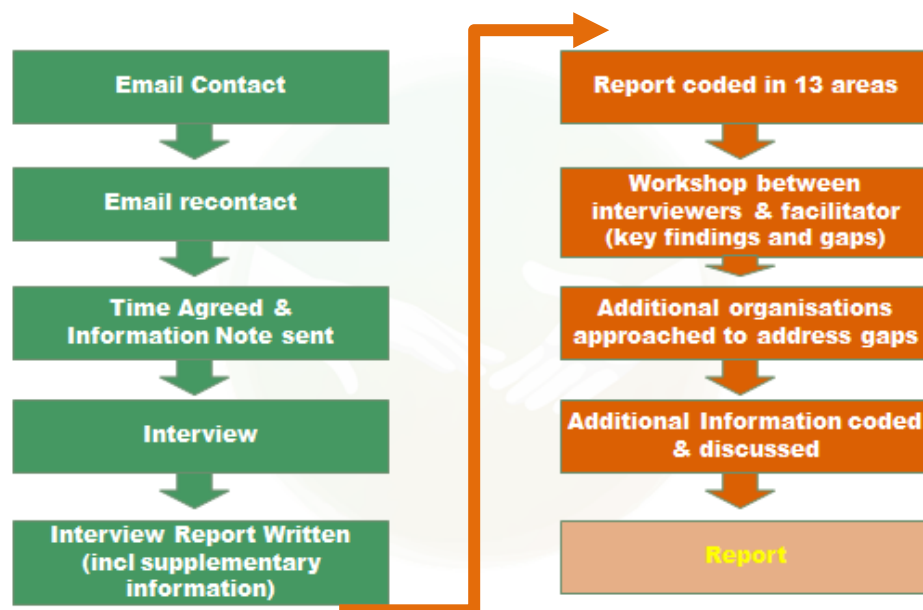 Email Contact
Email recontact
Time Agreed &
Information Note sent
Interview
Interview Report Written
(incl supplementary
information)
Report coded in 13 areas
Workshop between
interviewers & facilitator
(key findings and gaps)
Additional organisations
approached to address gaps
Additional Information coded
& discussed
Report